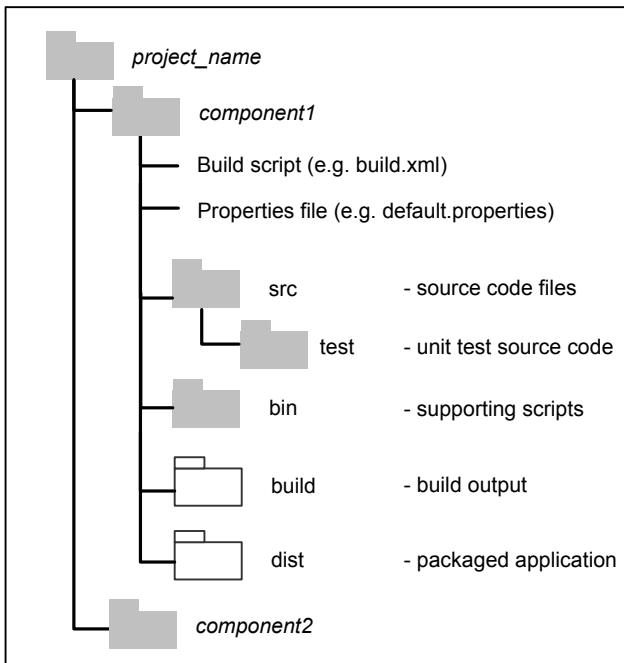 project_name
component1
Build script (e.g. build.xml)
Properties file (e.g. default.properties)
src - source code files
test - unit test source code
bin - supporting scripts
build - build output
dist - packaged application
component2